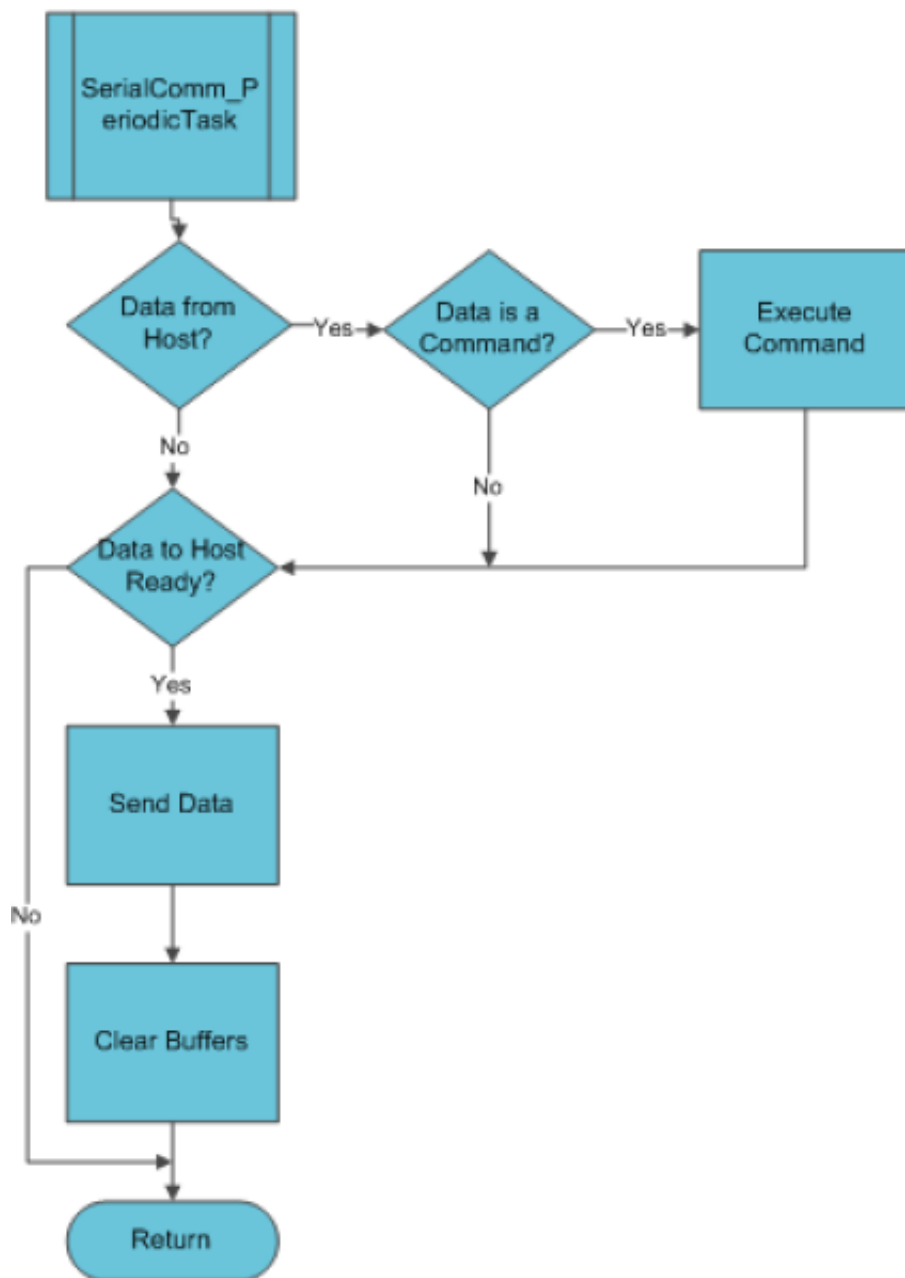 SerialComm_P
eriodicTask
Data from
Host?
Yes
Data is a
Command?
Yes
Execute
Command
No
No
Data to Host
Ready?
Yes
Send Data
No
Clear Buffers
Return